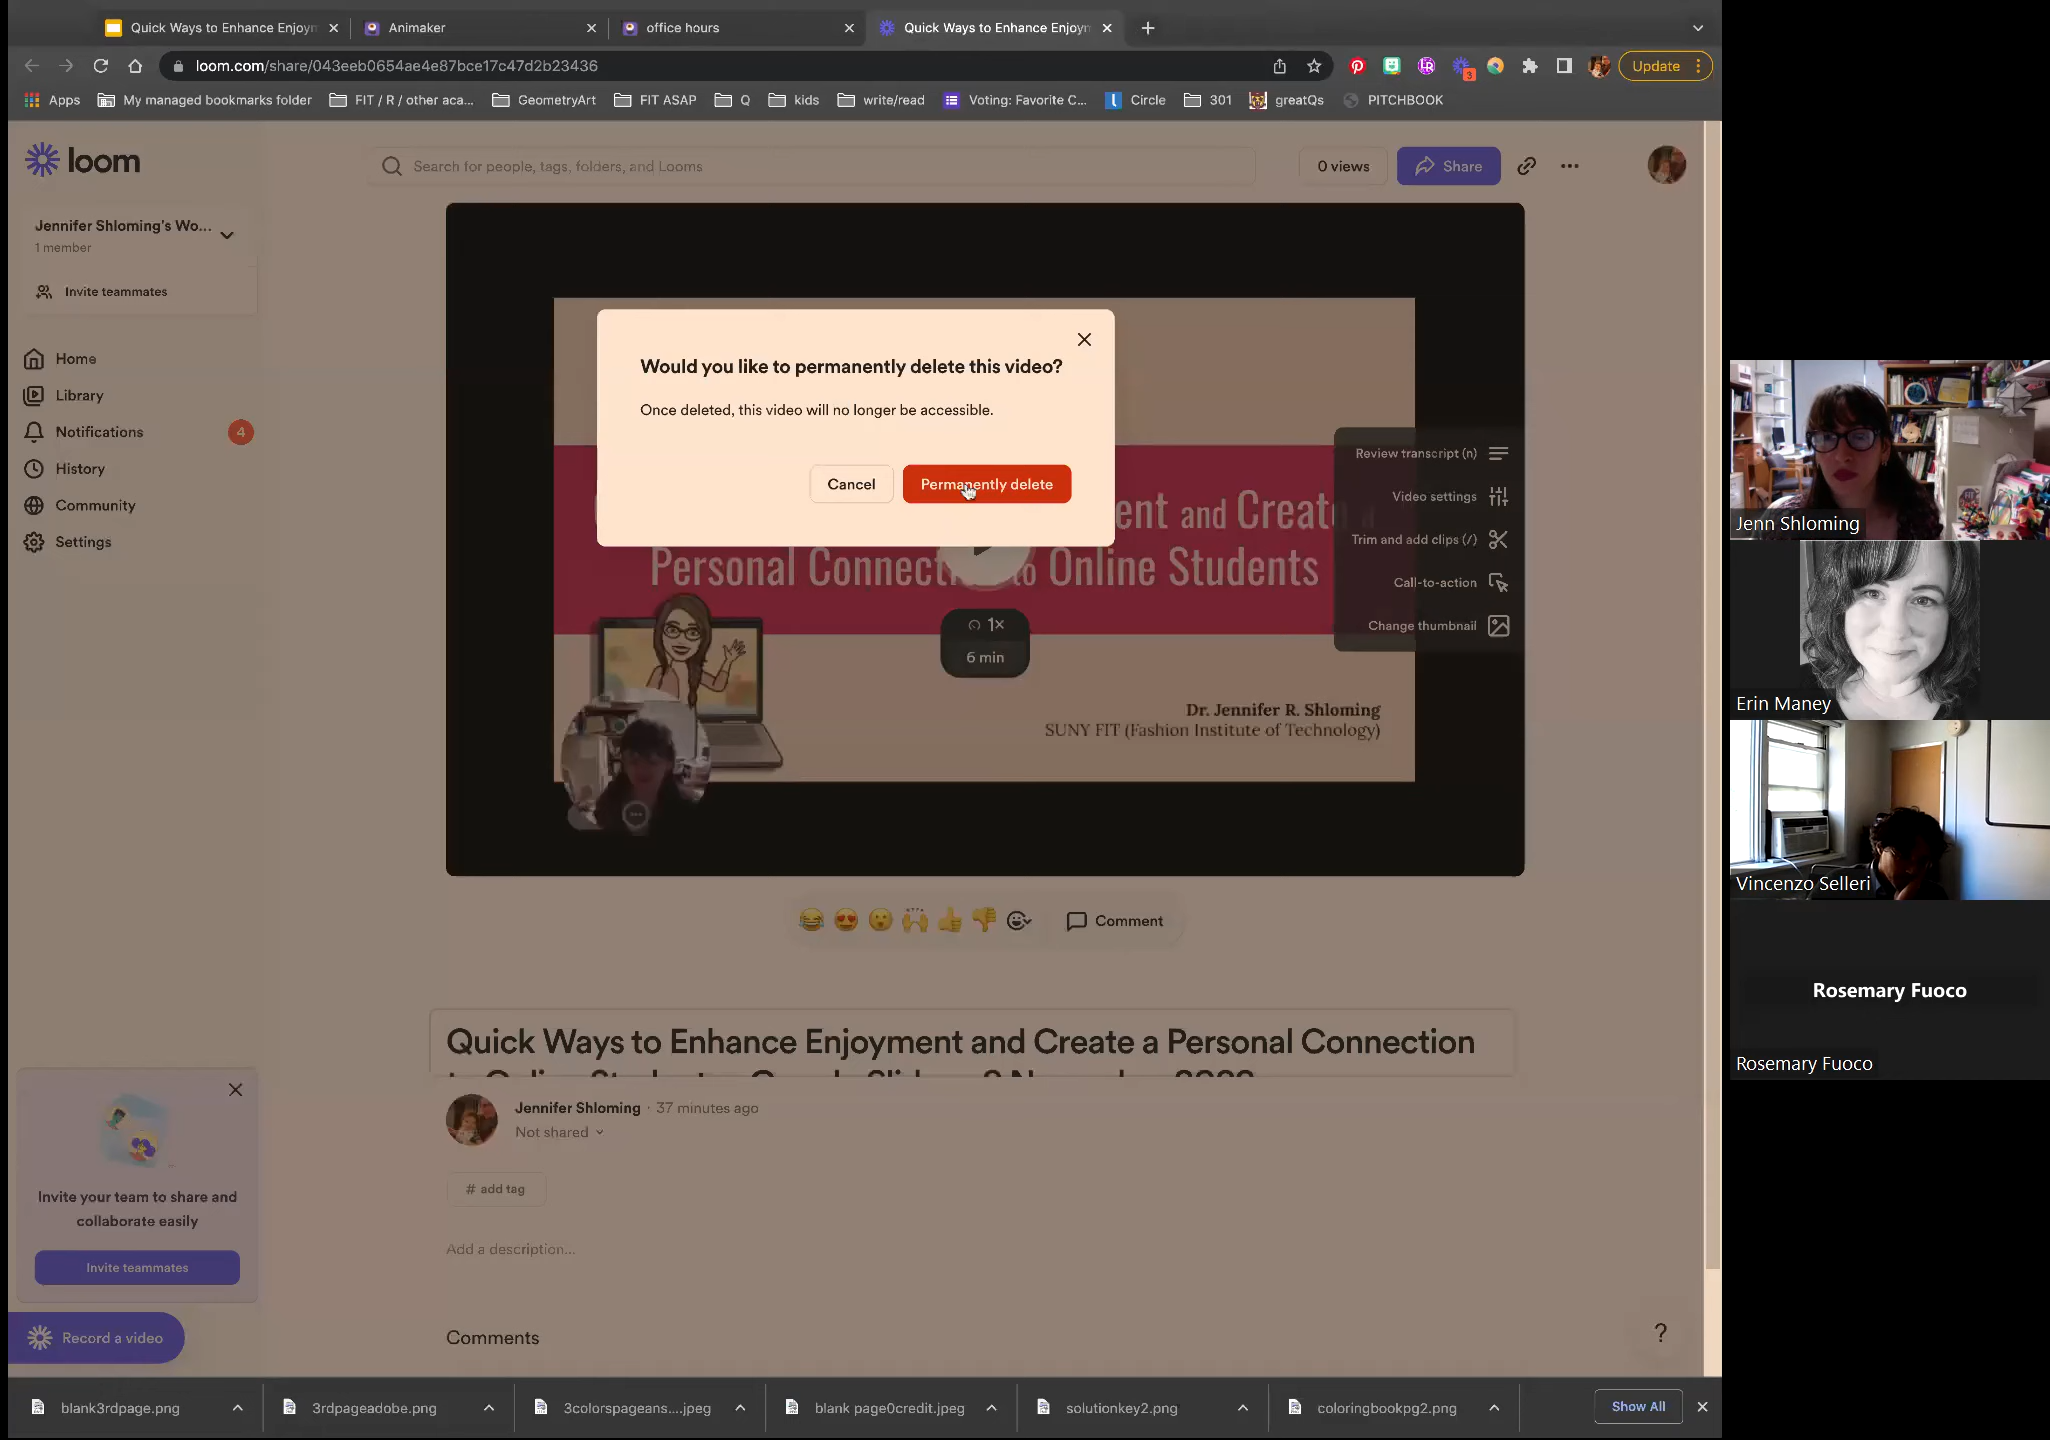 Quick Ways to Enhance Enjoym
Animaker
office hours
Quick Ways to Enhance Enjoyn
loom.com/share/043eeb0654ae4e87bce17c47d2b23436
3
Update
Apps
My managed bookmarks folder
FIT / R / other aca...
GeometryArt
FIT ASAP
Q
kids
write/read
Voting: Favorite C...
Circle
301
greatQs
PITCHBOOK
loom
Search for people, tags, folders, and Looms
0 views
Share
Jennifer Shloming's Wo...
1 member
Invite teammates
Home
Library
Notifications
4
History
Community
Settings
Would you like to permanently delete this video?
Once deleted, this video will no longer be accessible.
Cancel
Permanently delete
Review transcript (n)
Video settings
Trim and add clips (/)
Call-to-action
Change thumbnail
ent and Create a
Personal Connecti to Online Students
1×
6 min
Dr. Jennifer R. Shloming
SUNY FIT (Fashion Institute of Technology)
Comment
Quick Ways to Enhance Enjoyment and Create a Personal Connection
Jennifer Shloming · 37 minutes ago
Not shared
# add tag
Add a description...
Comments
Invite your team to share and
collaborate easily
Invite teammates
Record a video
?
blank3rdpage.png
3rdpageadobe.png
3colorspageans....jpeg
blank page0credit.jpeg
solutionkey2.png
coloringbookpg2.png
Show All
Jenn Shloming
Erin Maney
Vincenzo Selleri
Rosemary Fuoco
Rosemary Fuoco